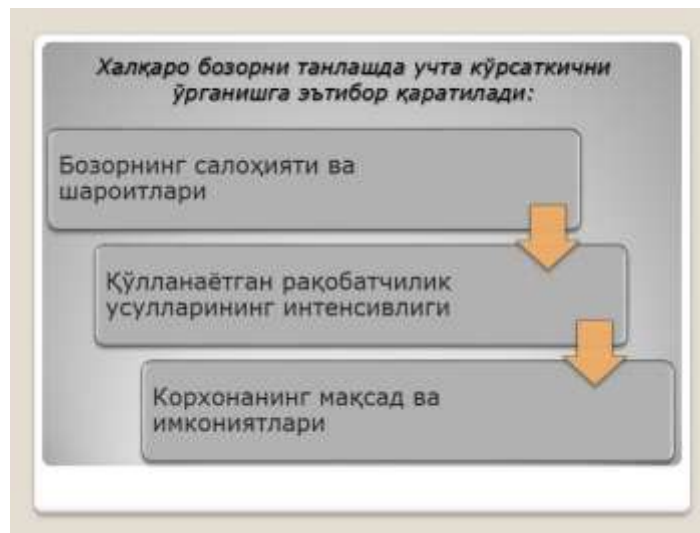 Халқаро бозорни танлашда учта кўрсаткични
ўрганишга эътибор қаратилади:
Бозорнинг салоҳияти ва
шароитлари
Қўлланаётган рақобатчилик
усулларининг интенсивлиги
Корхонанинг мақсад ва
имкониятлари